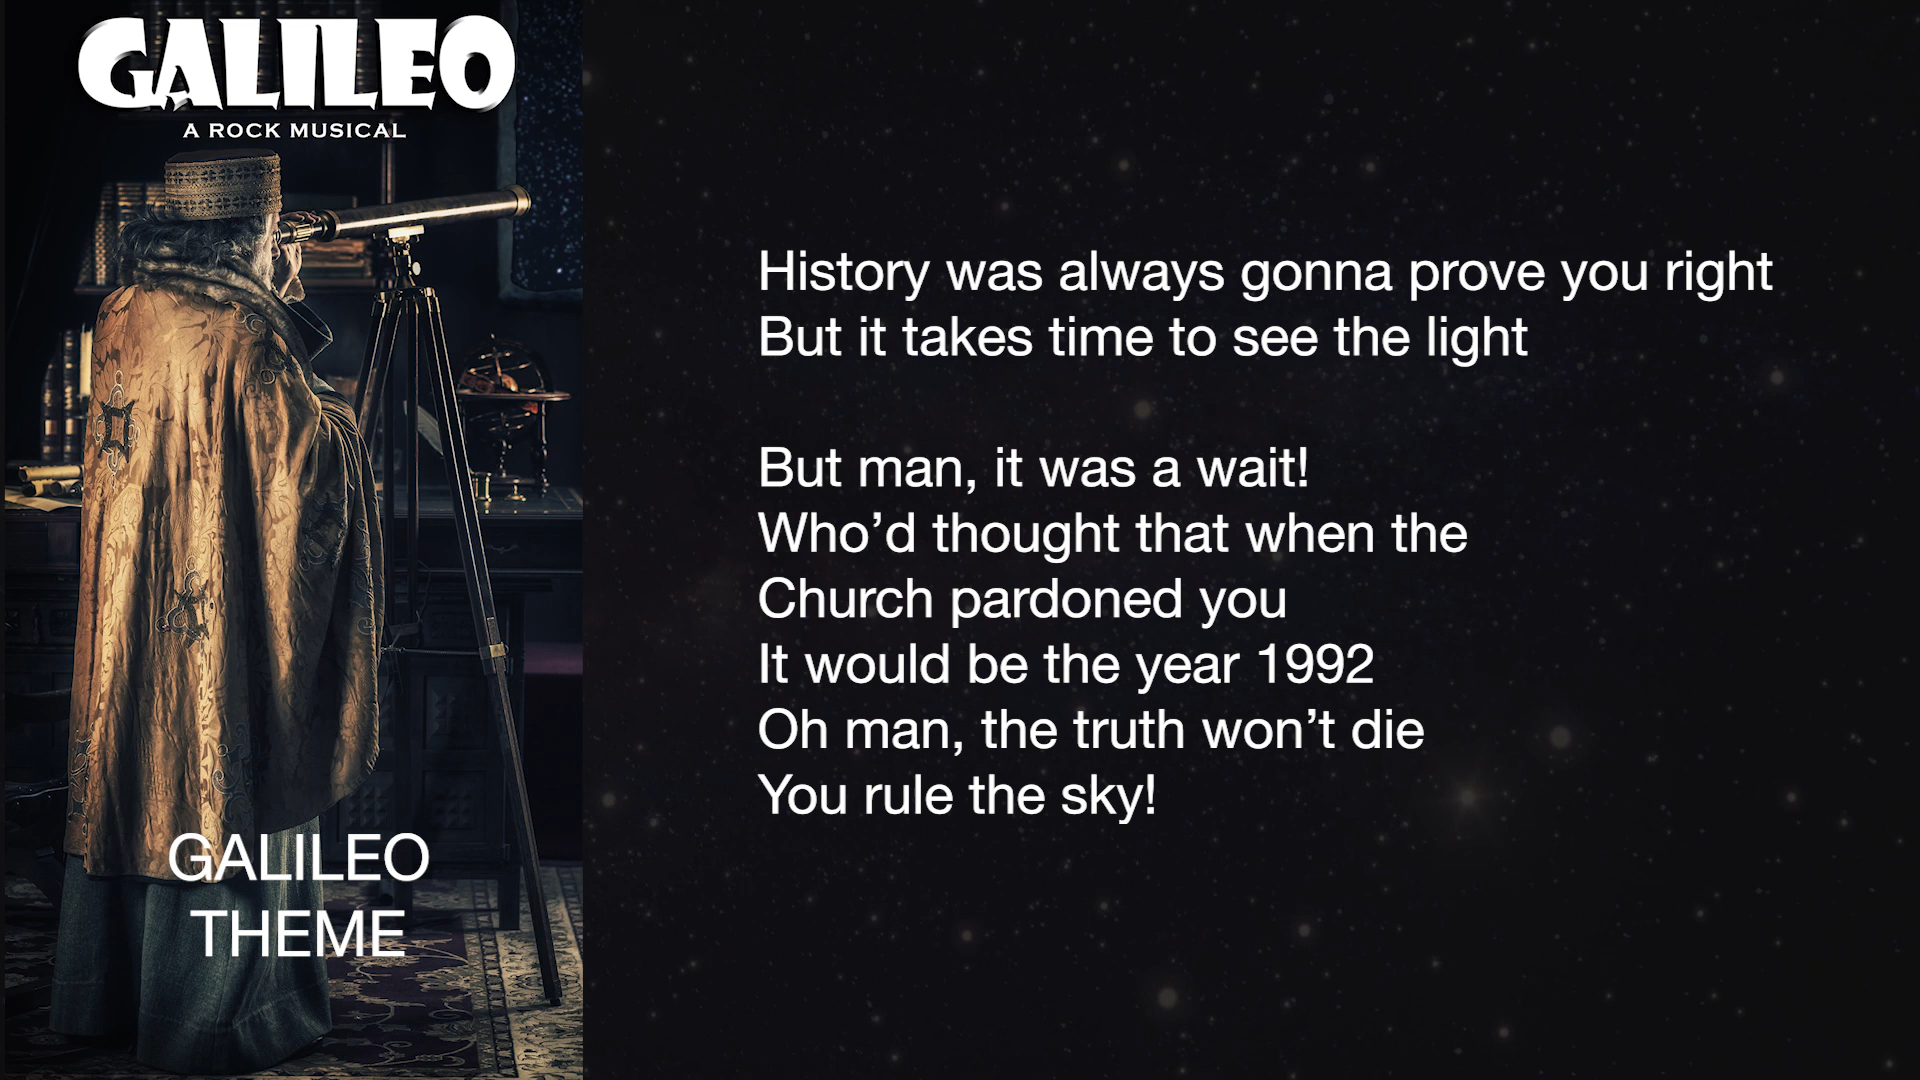 GALILEO
A ROCK MUSICAL
GALILEO
THEME
History was always gonna prove you right
But it takes time to see the light
But man, it was a wait!
Who’d thought that when the
Church pardoned you
It would be the year 1992
Oh man, the truth won’t die
You rule the sky!